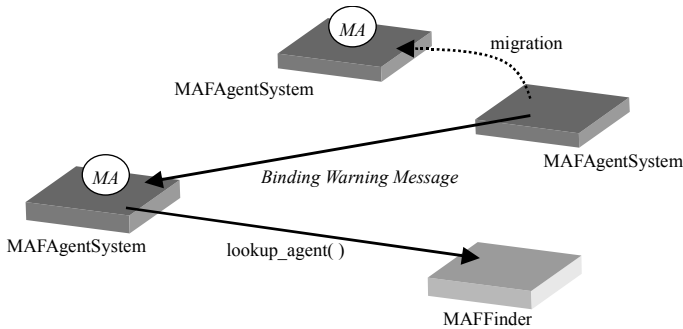 MA
migration
MAFAgentSystem
MAFAgentSystem
MA
Binding Warning Message
MAFAgentSystem
lookup_agent( )
MAFFinder